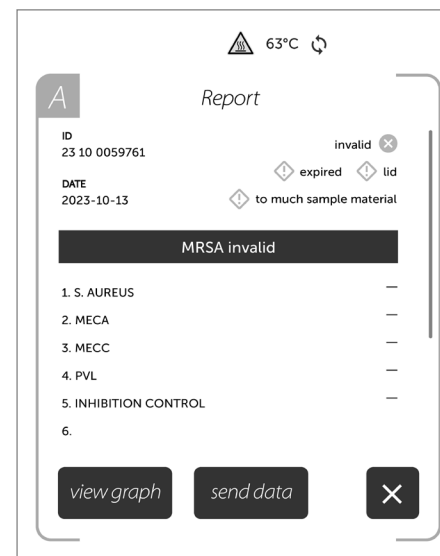 63°C
A
Report
ID
23 10 0059761
invalid
expired lid
DATE
2023-10-13
to much sample material
MRSA invalid
1. S. AUREUS —
2. MECA —
3. MECC —
4. PVL —
5. INHIBITION CONTROL —
6.
view graph send data